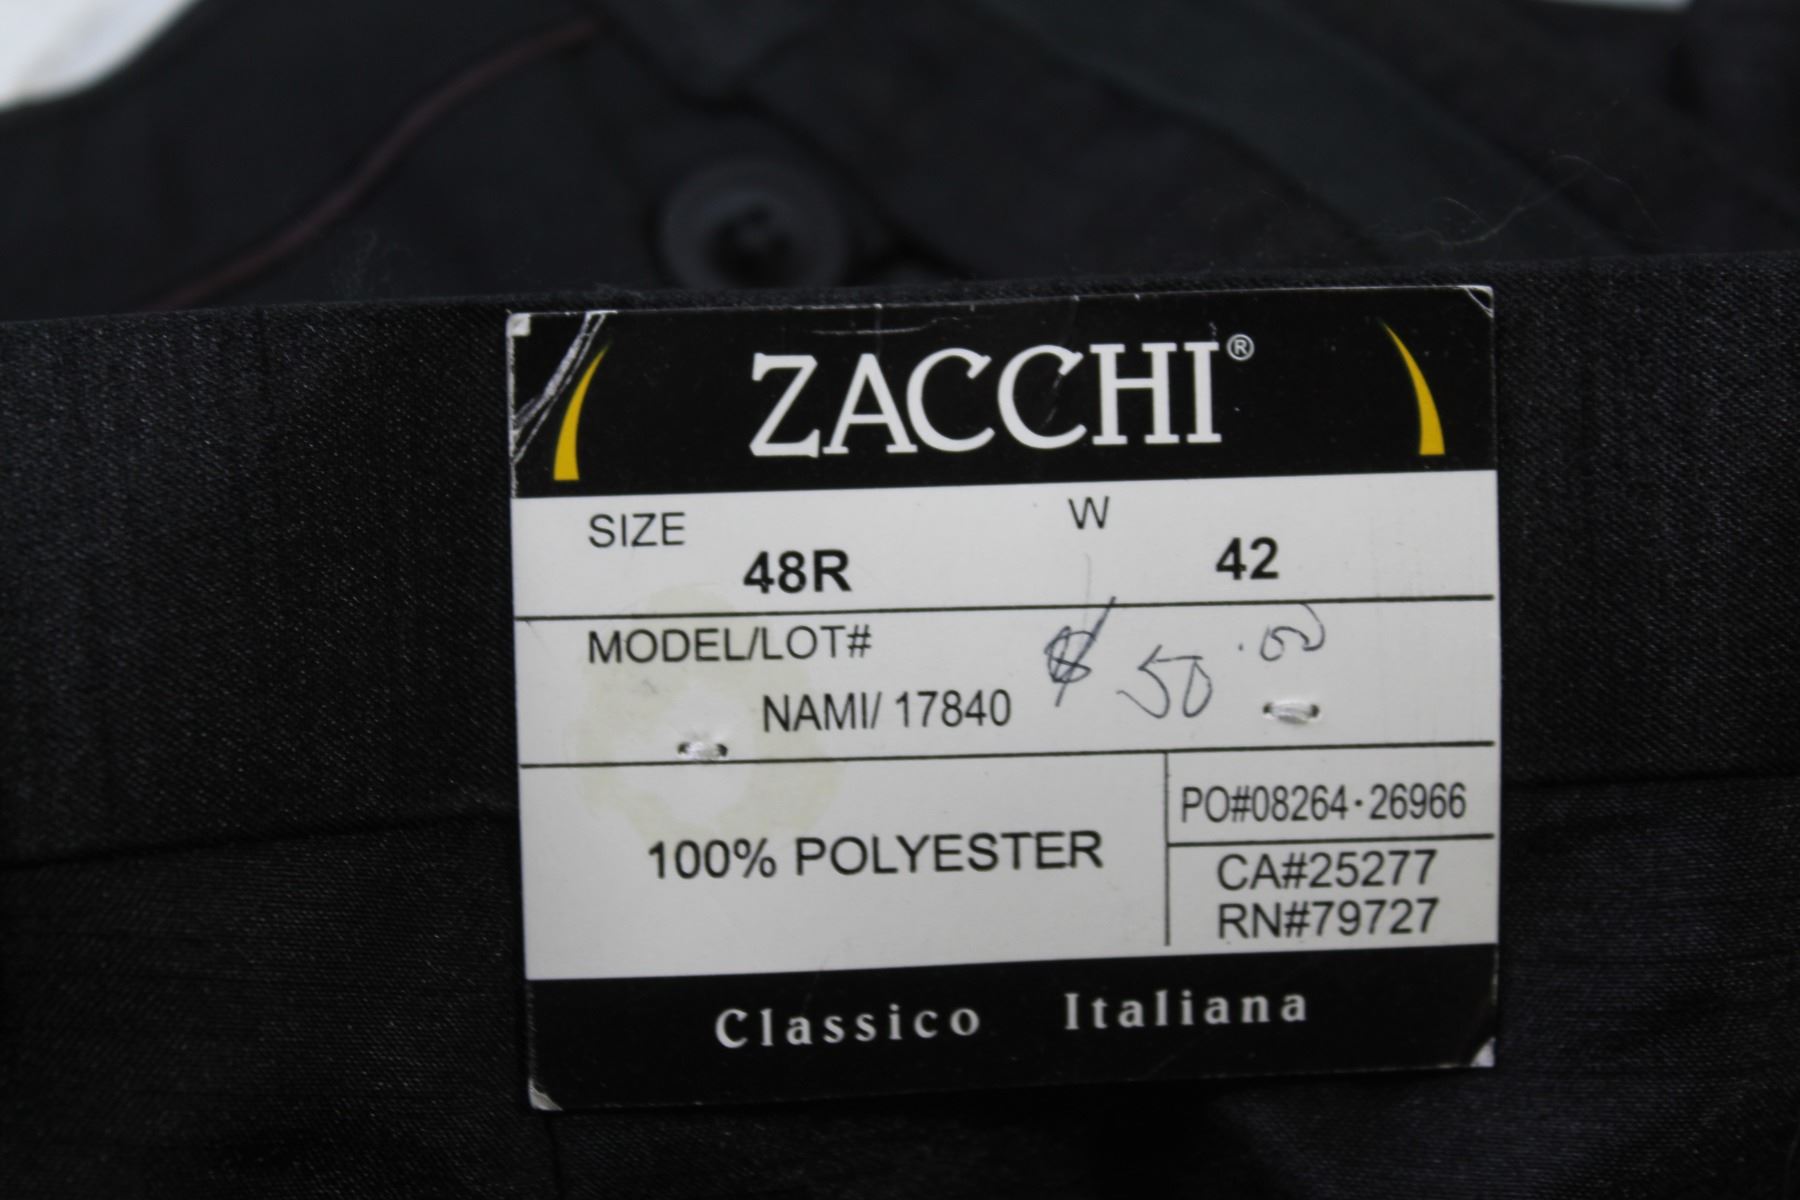 ZACCHI®
SIZE 48R W 42
MODEL/LOT#
NAMI/ 17840 $ 50.00
100% POLYESTER
PO#08264·26966
CA#25277
RN#79727
Classico Italiana